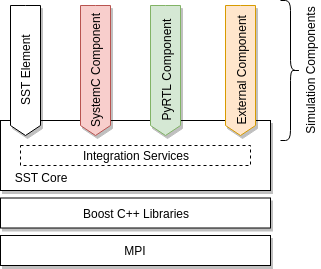 SST Element
SystemC Component
PyRTL Component
External Component
Simulation Components
Integration Services
SST Core
Boost C++ Libraries
MPI